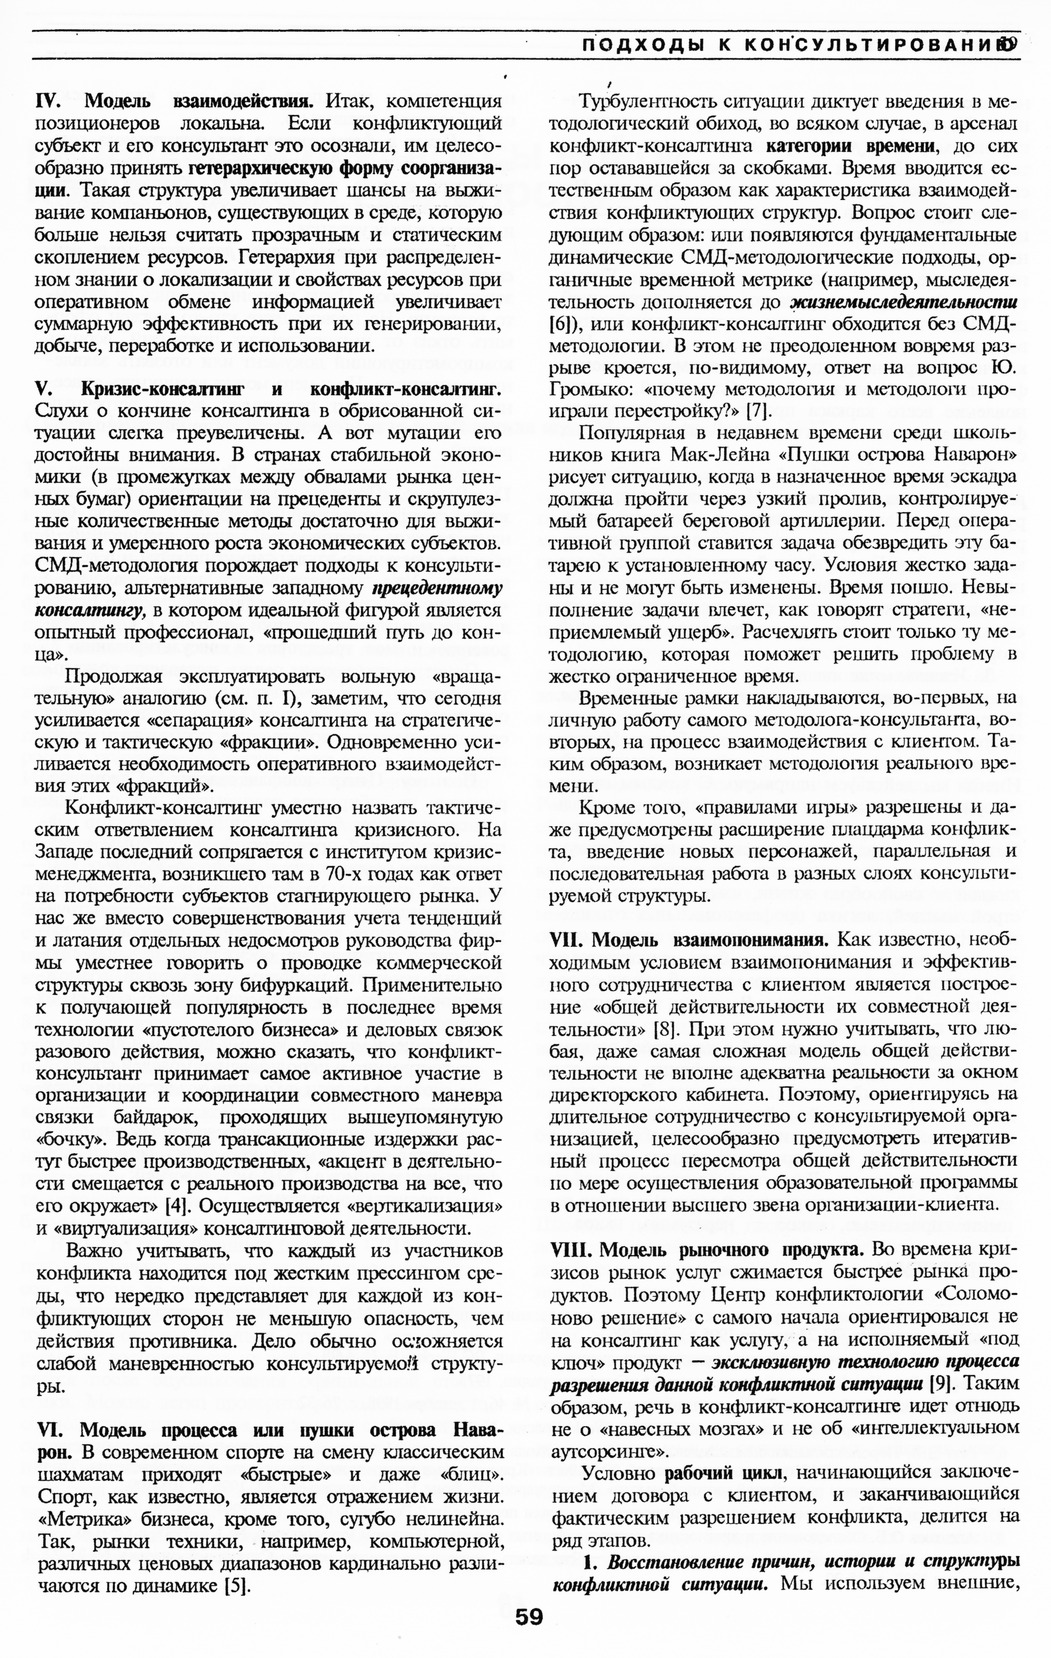 ПОДХОДЫ К КОНСУЛЬТИРОВАНИЮ
IV. Модель взаимодействия. Итак, компетенция
позиционеров локальна. Если конфликтующий
субъект и его консультант это осознали, им целесо-
образно принять гетерархическую форму соорганиза-
ции. Такая структура увеличивает шансы на выжи-
вание компаньонов, существующих в среде, которую
больше нельзя считать прозрачным и статическим
скоплением ресурсов. Гетерархия при распределен-
ном знании о локализации и свойствах ресурсов при
оперативном обмене информацией увеличивает
суммарную эффективность при их генерировании,
добыче, переработке и использовании.
V. Кризис-консалтинг и конфликт-консалтинг.
Слухи о кончине консалтинга в обрисованной си-
туации слегка преувеличены. А вот мутации его
достойны внимания. В странах стабильной эконо-
мики (в промежутках между обвалами рынка цен-
ных бумаг) ориентации на прецеденты и скрупулез-
ные количественные методы достаточно для выжи-
вания и умеренного роста экономических субъектов.
СМД-методология порождает подходы к консульти-
рованию, альтернативные западному прецедентному
консалтингу, в котором идеальной фигурой является
опытный профессионал, «прошедший путь до кон-
ца».
Продолжая эксплуатировать вольную «враща-
тельную» аналогию (см. п. I), заметим, что сегодня
усиливается «сепарация» консалтинга на стратегиче-
скую и тактическую «фракции». Одновременно уси-
ливается необходимость оперативного взаимодейст-
вия этих «фракций».
Конфликт-консалтинг уместно назвать тактиче-
ским ответвлением консалтинга кризисного. На
Западе последний сопрягается с институтом кризис-
менеджмента, возникшего там в 70-х годах как ответ
на потребности субъектов стагнирующего рынка. У
нас же вместо совершенствования учета тенденций
и латания отдельных недосмотров руководства фир-
мы уместнее говорить о проводке коммерческой
структуры сквозь зону бифуркаций. Применительно
к получающей популярность в последнее время
технологии «пустотелого бизнеса» и деловых связок
разового действия, можно сказать, что конфликт-
консультант принимает самое активное участие в
организации и координации совместного маневра
связки байдарок, проходящих вышеупомянутую
«бочку». Ведь когда трансакционные издержки рас-
тут быстрее производственных, «акцент в деятельно-
сти смещается с реального производства на все, что
его окружает» [4]. Осуществляется «вертикализация»
и «виртуализация» консалтинговой деятельности.
Важно учитывать, что каждый из участников
конфликта находится под жестким прессингом сре-
ды, что нередко представляет для каждой из кон-
фликтующих сторон не меньшую опасность, чем
действия противника. Дело обычно осложняется
слабой маневренностью консультируемой структу-
ры.
VI. Модель процесса или пушки острова Нава-
рон. В современном спорте на смену классическим
шахматам приходят «быстрые» и даже «блиц».
Спорт, как известно, является отражением жизни.
«Метрика» бизнеса, кроме того, сугубо нелинейна.
Так, рынки техники, например, компьютерной,
различных ценовых диапазонов кардинально разли-
чаются по динамике [5].
Турбулентность ситуации диктует введения в ме-
тодологический обиход, во всяком случае, в арсенал
конфликт-консалтинга категории времени, до сих
пор остававшейся за скобками. Время вводится ес-
тественным образом как характеристика взаимодей-
ствия конфликтующих структур. Вопрос стоит сле-
дующим образом: или появляются фундаментальные
динамические СМД-методологические подходы, ор-
ганичные временной метрике (например, мыследея-
тельность дополняется до жизнемыследеятельности
[6]), или конфликт-консалтинг обходится без СМД-
методологии. В этом не преодоленном вовремя раз-
рыве кроется, по-видимому, ответ на вопрос Ю.
Громыко: «почему методология и методологи про-
играли перестройку?» [7].
Популярная в недавнем времени среди школь-
ников книга Мак-Лейна «Пушки острова Наварон»
рисует ситуацию, когда в назначенное время эскадра
должна пройти через узкий пролив, контролируе-
мый батареей береговой артиллерии. Перед опера-
тивной группой ставится задача обезвредить эту ба-
тарею к установленному часу. Условия жестко зада-
ны и не могут быть изменены. Время пошло. Невы-
полнение задачи влечет, как говорят стратеги, «не-
приемлемый ущерб». Расчехлять стоит только ту ме-
тодологию, которая поможет решить проблему в
жестко ограниченное время.
Временные рамки накладываются, во-первых, на
личную работу самого методолога-консультанта, во-
вторых, на процесс взаимодействия с клиентом. Та-
ким образом, возникает методология реального вре-
мени.
Кроме того, «правилами игры» разрешены и да-
же предусмотрены расширение плацдарма конфлик-
та, введение новых персонажей, параллельная и
последовательная работа в разных слоях консульти-
руемой структуры.
VII. Модель взаимопонимания. Как известно, необ-
ходимым условием взаимопонимания и эффектив-
ного сотрудничества с клиентом является построе-
ние «общей действительности их совместной дея-
тельности» [8]. При этом нужно учитывать, что лю-
бая, даже самая сложная модель общей действи-
тельности не вполне адекватна реальности за окном
директорского кабинета. Поэтому, ориентируясь на
длительное сотрудничество с консультируемой орга-
низацией, целесообразно предусмотреть итератив-
ный процесс пересмотра общей действительности
по мере осуществления образовательной программы
в отношении высшего звена организации-клиента.
VIII. Модель рыночного продукта. Во времена кри-
зисов рынок услуг сжимается быстрее рынка про-
дуктов. Поэтому Центр конфликтологии «Соломо-
ново решение» с самого начала ориентировался не
на консалтинг как услугу, а на исполняемый «под
ключ» продукт — эксклюзивную технологию процесса
разрешения данной конфликтной ситуации [9]. Таким
образом, речь в конфликт-консалтинге идет отнюдь
не о «навесных мозгах» и не об «интеллектуальном
аутсорсинге».
Условно рабочий цикл, начинающийся заключе-
нием договора с клиентом, и заканчивающийся
фактическим разрешением конфликта, делится на
ряд этапов.
1. Восстановление причин, истории и структуры
конфликтной ситуации. Мы используем внешние,
59